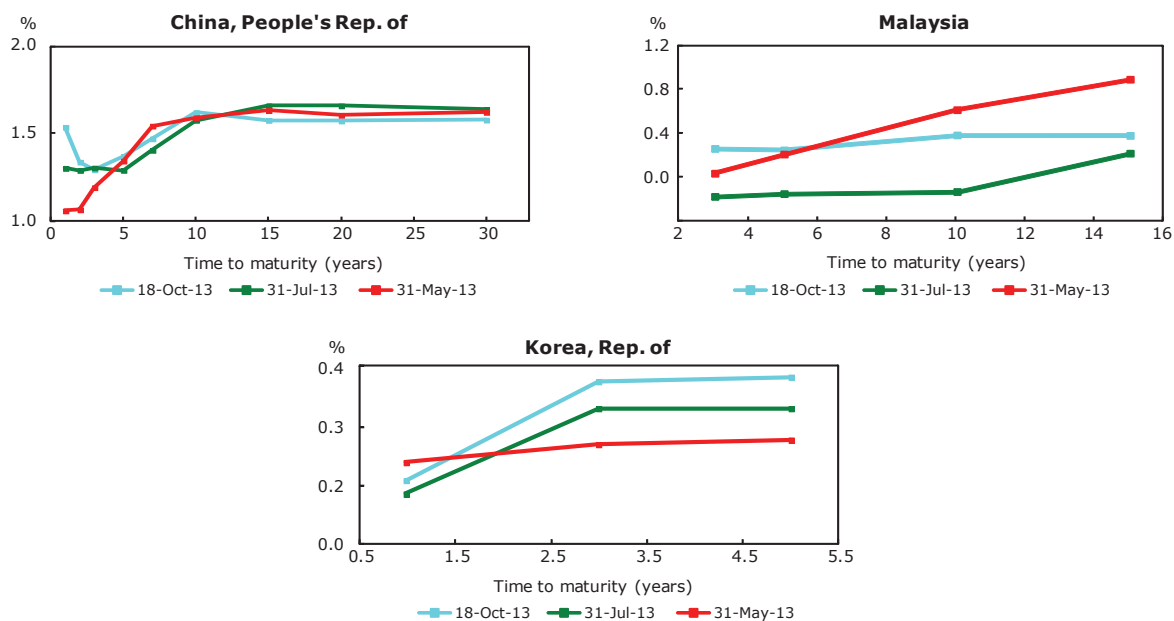 China, People's Rep. of
%
2.0
1.5
1.0
0 5 10 15 20 25 30
Time to maturity (years)
18-Oct-13 31-Jul-13 31-May-13
Malaysia
%
1.2
0.8
0.4
0.0
2 4 6 8 10 12 14 16
Time to maturity (years)
18-Oct-13 31-Jul-13 31-May-13
Korea, Rep. of
%
0.4
0.3
0.2
0.0
0.5 1.5 2.5 3.5 4.5 5.5
Time to maturity (years)
18-Oct-13 31-Jul-13 31-May-13